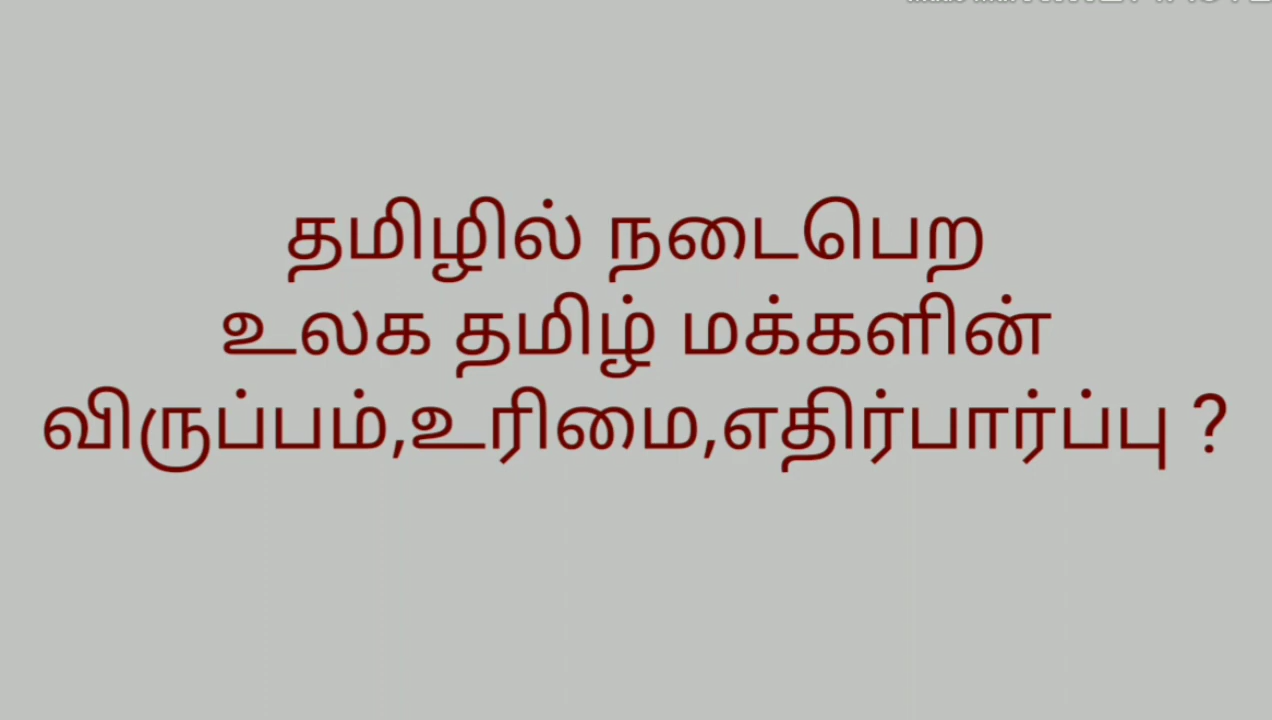 தமிழில் நடைபெற
உலக தமிழ் மக்களின்
விருப்பம்,உரிமை,எதிர்பார்ப்பு ?